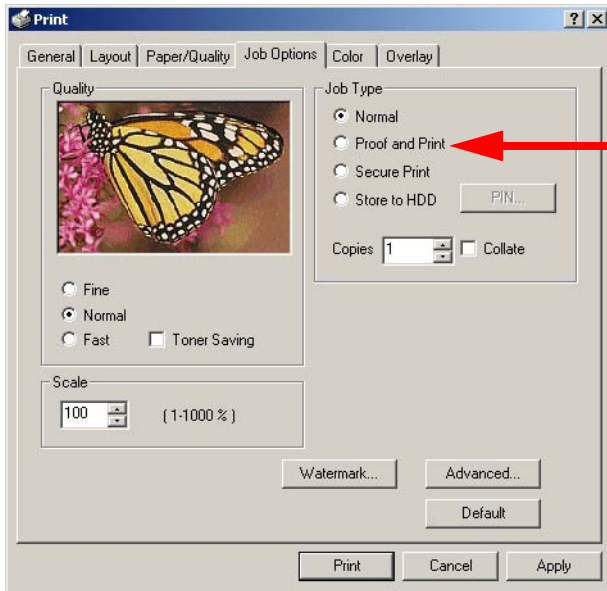 Print
General Layout Paper/Quality Job Options Color Overlay
Quality
Fine
Normal
Fast Toner Saving
Scale
100 (1-1000 %)
Job Type
Normal
Proof and Print
Secure Print
Store to HDD PIN...
Copies 1 Collate
Watermark... Advanced...
Default
Print Cancel Apply